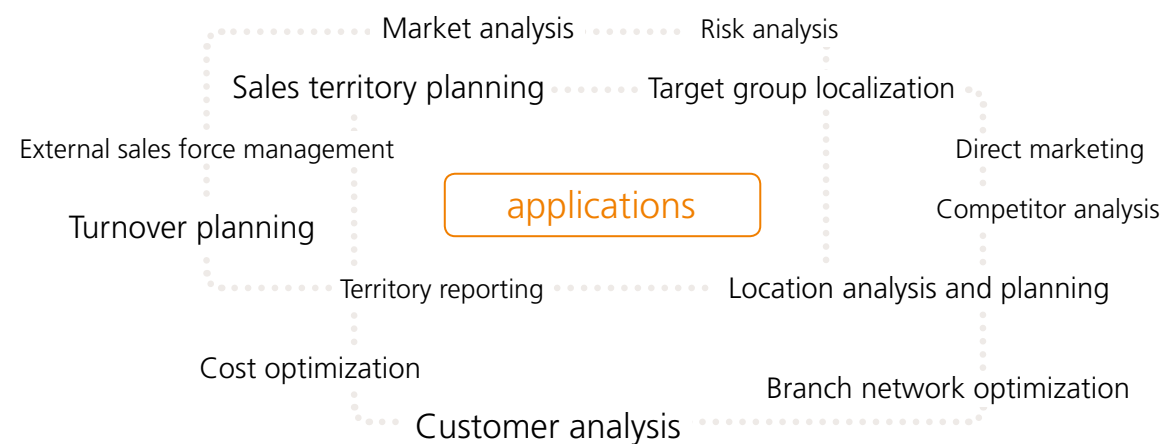 Market analysis
Risk analysis
Sales territory planning
Target group localization
External sales force management
Direct marketing
applications
Competitor analysis
Turnover planning
Territory reporting
Location analysis and planning
Cost optimization
Branch network optimization
Customer analysis